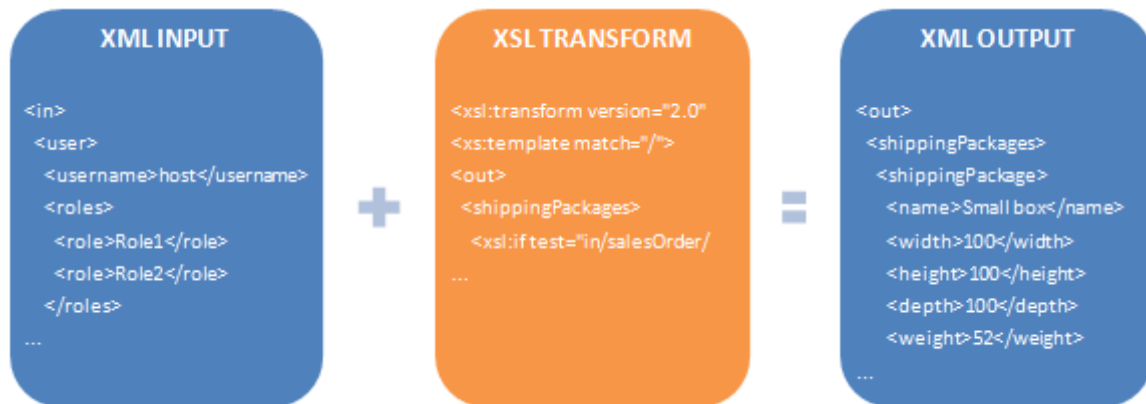 XML INPUT
<in>
<user>
<username>host</username>
<roles>
<role>Role1</role>
<role>Role2</role>
</roles>
...
+
XSL TRANSFORM
<xsl:transform version="2.0"
<xs:template match="/">
<out>
<shippingPackages>
<xsl:if test="in/salesOrder/
...
=
XML OUTPUT
<out>
<shippingPackages>
<shippingPackage>
<name>Small box</name>
<width>100</width>
<height>100</height>
<depth>100</depth>
<weight>52</weight>
...